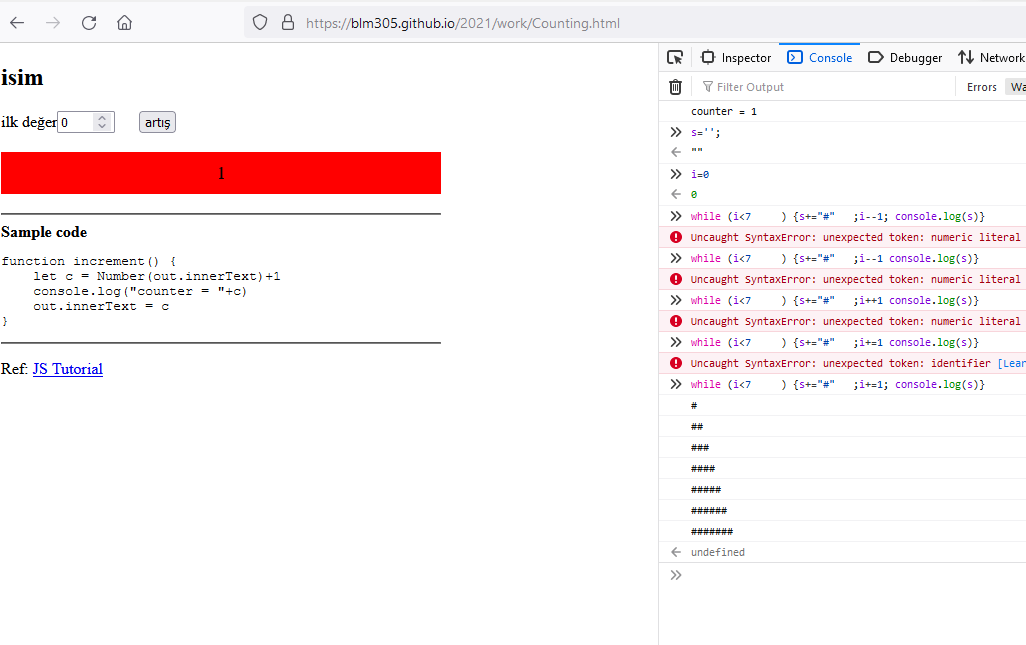 https://blm305.github.io/2021/work/Counting.html
isim
ilk değer 0 artış
1
Sample code
function increment() {
    let c = Number(out.innerText)+1
    console.log("counter = "+c)
    out.innerText = c
}
Ref: JS Tutorial
Inspector Console Debugger Network
Filter Output Errors Wa
counter = 1
s='';
""
i=0
0
while (i<7     ) {s+="#"   ;i--1; console.log(s)}
Uncaught SyntaxError: unexpected token: numeric literal
while (i<7     ) {s+="#"   ;i--1 console.log(s)}
Uncaught SyntaxError: unexpected token: numeric literal
while (i<7     ) {s+="#"   ;i++1 console.log(s)}
Uncaught SyntaxError: unexpected token: numeric literal
while (i<7     ) {s+="#"   ;i+=1 console.log(s)}
Uncaught SyntaxError: unexpected token: identifier [Lear
while (i<7     ) {s+="#"   ;i+=1; console.log(s)}
#
##
###
####
#####
######
#######
undefined